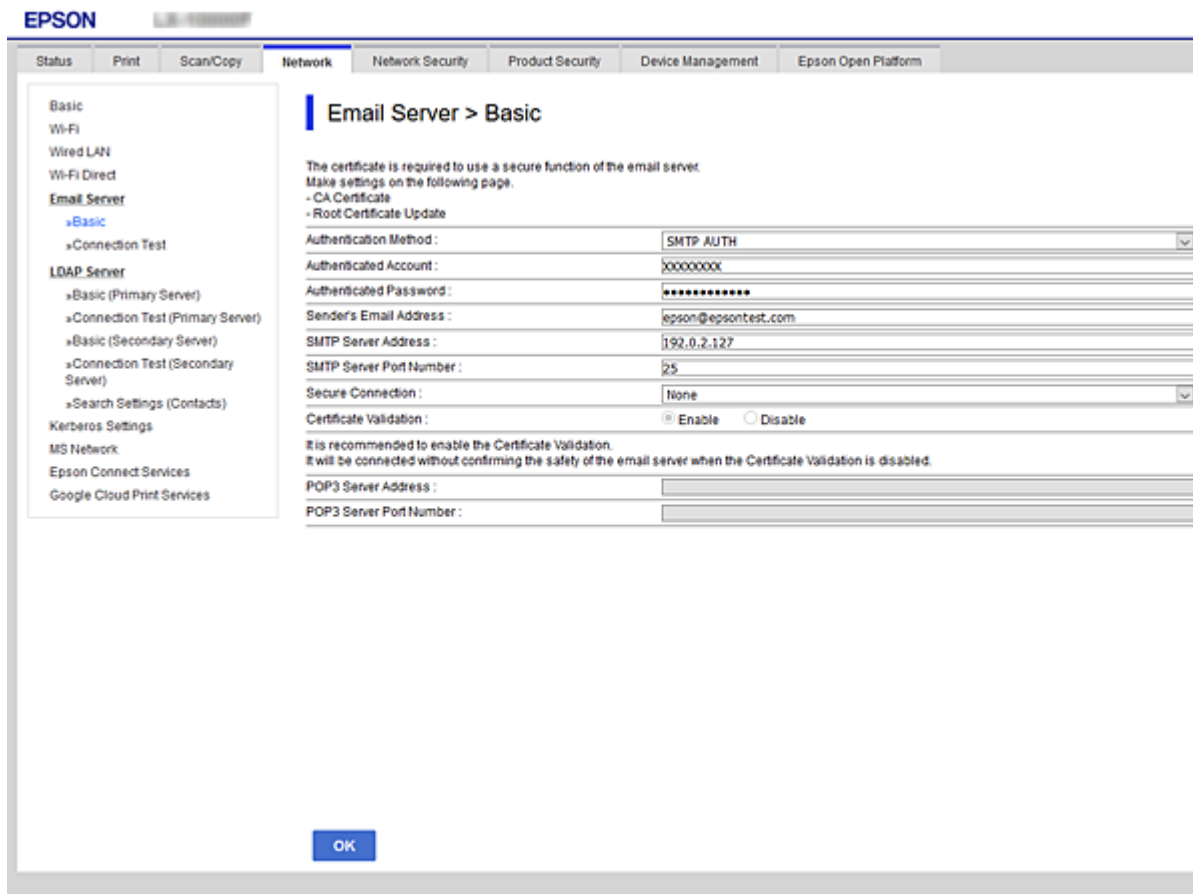 EPSON
Status Print Scan/Copy Network Network Security Product Security Device Management Epson Open Platform
Basic
Wi-Fi
Wired LAN
Wi-Fi Direct
Email Server
»Basic
»Connection Test
LDAP Server
»Basic (Primary Server)
»Connection Test (Primary Server)
»Basic (Secondary Server)
»Connection Test (Secondary
Server)
»Search Settings (Contacts)
Kerberos Settings
MS Network
Epson Connect Services
Google Cloud Print Services
Email Server > Basic
The certificate is required to use a secure function of the email server.
Make settings on the following page.
- CA Certificate
- Root Certificate Update
Authentication Method : SMTP AUTH
Authenticated Account : XXXXXXXX
Authenticated Password : ••••••••••••
Sender's Email Address : epson@epsontest.com
SMTP Server Address : 192.0.2.127
SMTP Server Port Number : 25
Secure Connection : None
Certificate Validation : Enable Disable
It is recommended to enable the Certificate Validation.
It will be connected without confirming the safety of the email server when the Certificate Validation is disabled.
POP3 Server Address :
POP3 Server Port Number :
OK